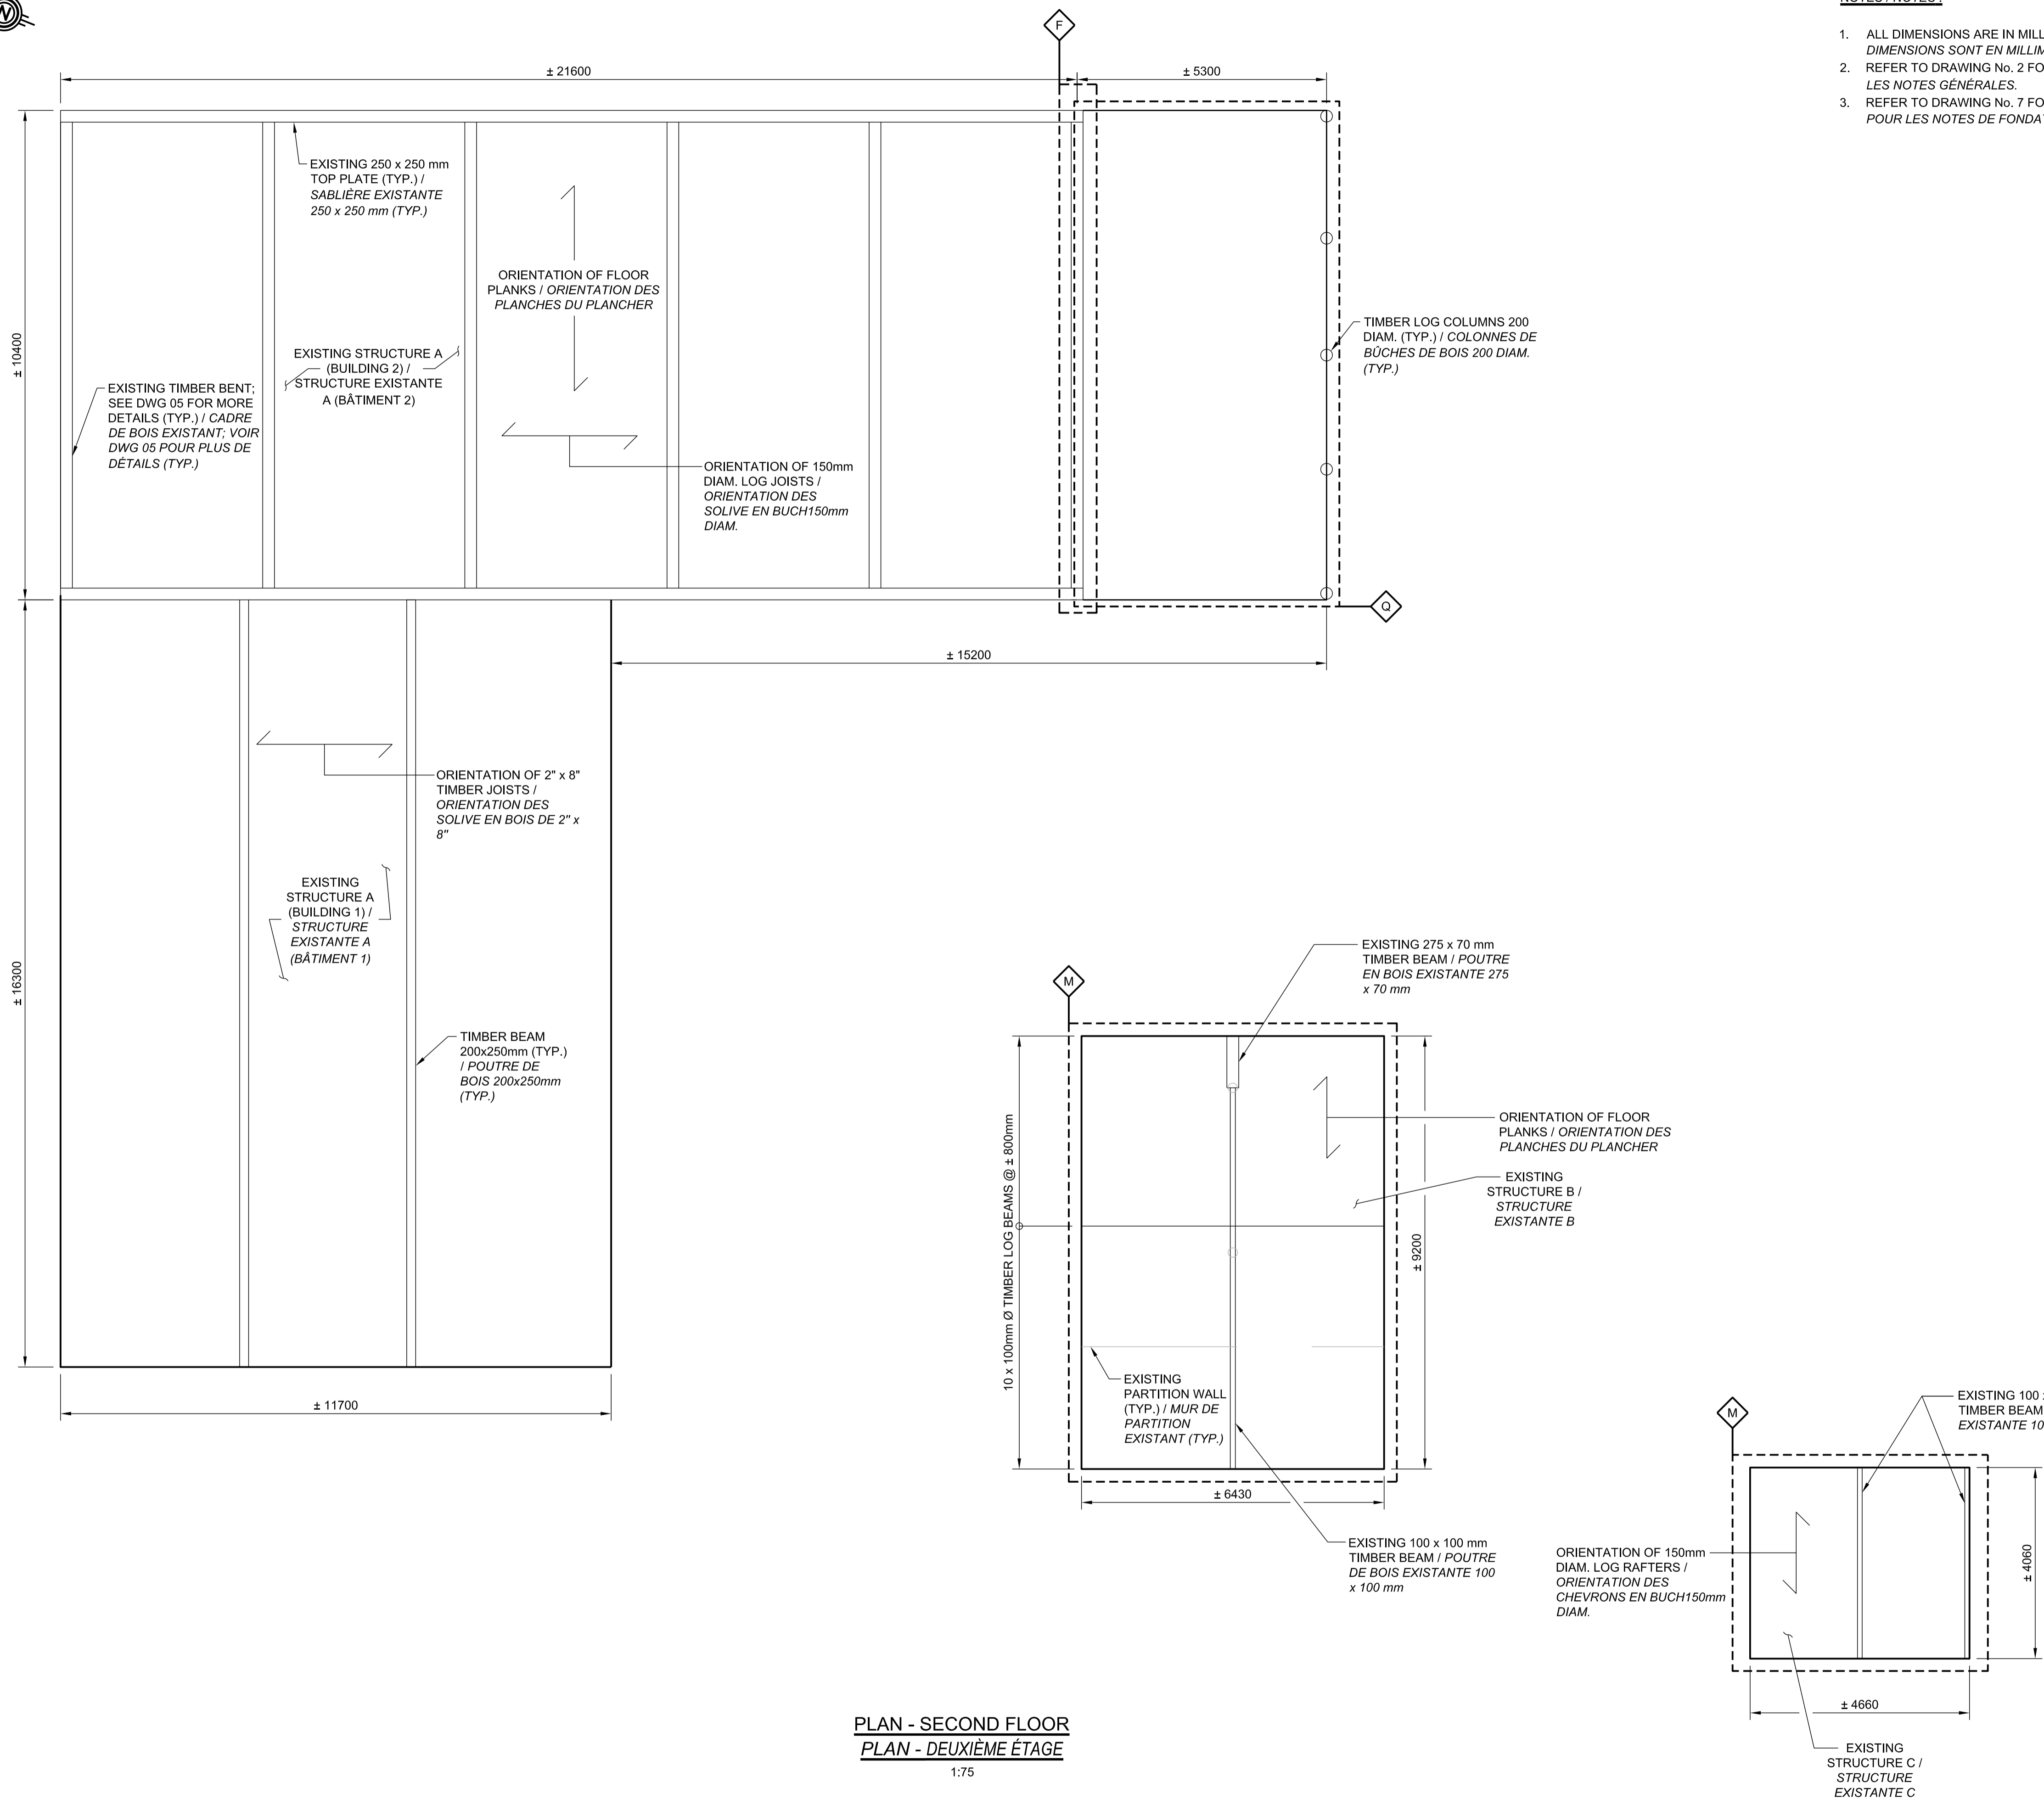 N
NOTES / NOTES :
1. ALL DIMENSIONS ARE IN
DIMENSIONS SONT EN
2. REFER TO DRAWING No. 2
LES NOTES GÉNÉRALES.
3. REFER TO DRAWING No. 7
POUR LES NOTES DE
F
± 21600
± 5300
EXISTING 250 x 250 mm
TOP PLATE (TYP.) /
SABLIÈRE EXISTANTE
250 x 250 mm (TYP.)
ORIENTATION OF FLOOR
PLANKS / ORIENTATION DES
PLANCHES DU PLANCHER
± 10400
EXISTING STRUCTURE A
(BUILDING 2) /
STRUCTURE EXISTANTE
A (BÂTIMENT 2)
TIMBER LOG COLUMNS 200
DIAM. (TYP.) / COLONNES DE
BÛCHES DE BOIS 200 DIAM.
(TYP.)
EXISTING TIMBER BENT;
SEE DWG 05 FOR MORE
DETAILS (TYP.) / CADRE
DE BOIS EXISTANT; VOIR
DWG 05 POUR PLUS DE
DÉTAILS (TYP.)
ORIENTATION OF 150mm
DIAM. LOG JOISTS /
ORIENTATION DES
SOLIVE EN BUCH150mm
DIAM.
Q
± 15200
ORIENTATION OF 2" x 8"
TIMBER JOISTS /
ORIENTATION DES
SOLIVE EN BOIS DE 2" x
8"
EXISTING
STRUCTURE A
(BUILDING 1) /
STRUCTURE
EXISTANTE A
(BÂTIMENT 1)
± 16300
TIMBER BEAM
200x250mm (TYP.)
/ POUTRE DE
BOIS 200x250mm
(TYP.)
± 11700
M
EXISTING 275 x 70 mm
TIMBER BEAM / POUTRE
EN BOIS EXISTANTE 275
x 70 mm
10 x 100mm Ø TIMBER LOG BEAMS @ ± 800mm
ORIENTATION OF FLOOR
PLANKS / ORIENTATION DES
PLANCHES DU PLANCHER
EXISTING
STRUCTURE B /
STRUCTURE
EXISTANTE B
± 9200
EXISTING
PARTITION WALL
(TYP.) / MUR DE
PARTITION
EXISTANT (TYP.)
± 6430
EXISTING 100 x 100 mm
TIMBER BEAM / POUTRE
DE BOIS EXISTANTE 100
x 100 mm
M
EXISTING 100
TIMBER BEAM
EXISTANTE
ORIENTATION OF 150mm
DIAM. LOG RAFTERS /
ORIENTATION DES
CHEVRONS EN BUCH150mm
DIAM.
± 4060
± 4660
EXISTING
STRUCTURE C /
STRUCTURE
EXISTANTE C
PLAN - SECOND FLOOR
PLAN - DEUXIÈME ÉTAGE
1:75